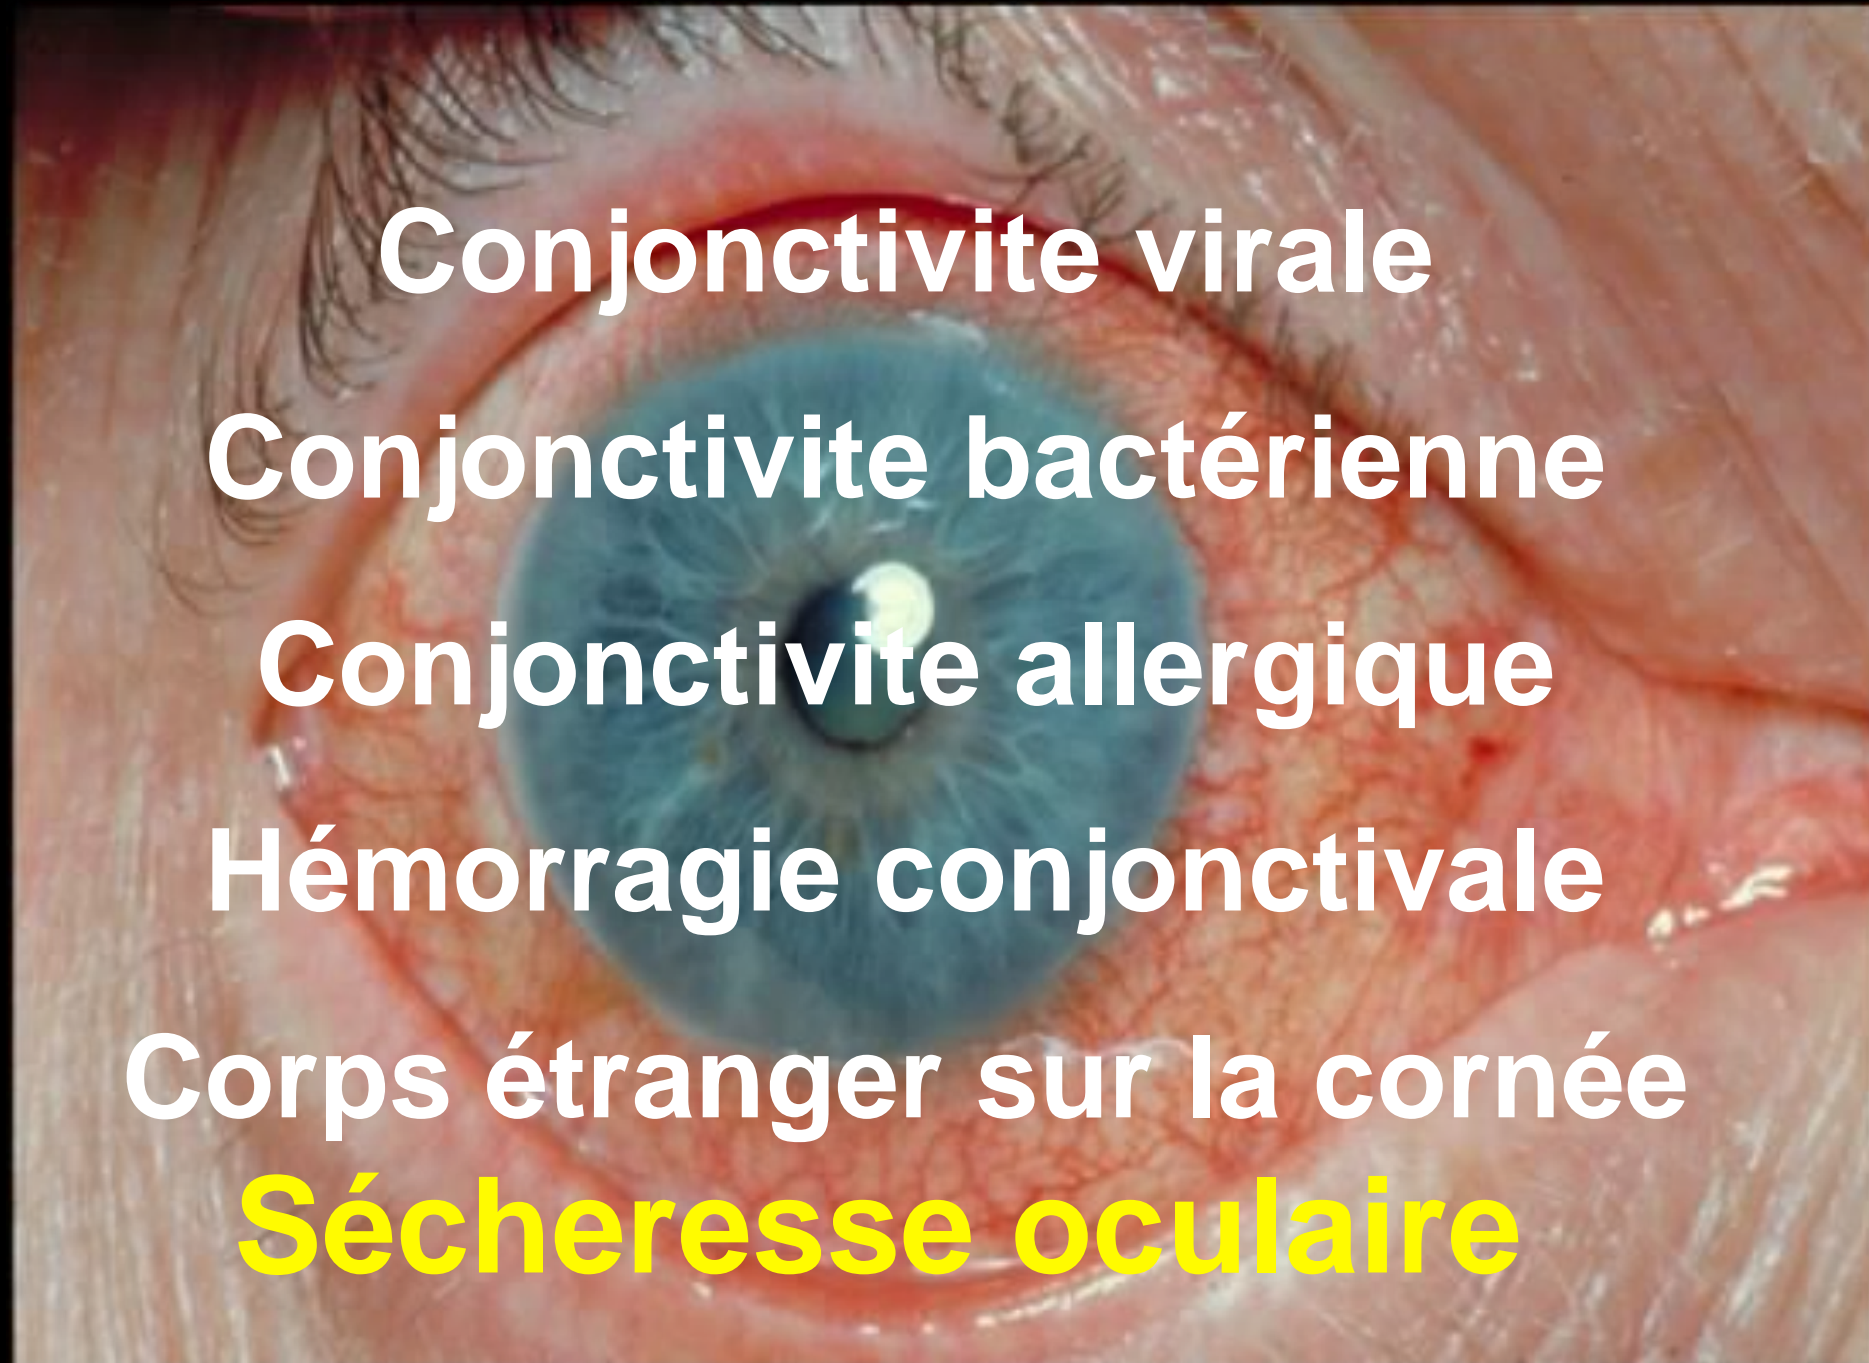 Conjonctivite virale
Conjonctivite bactérienne
Conjonctivite allergique
Hémorragie conjonctivale
Corps étranger sur la cornée
Sécheresse oculaire